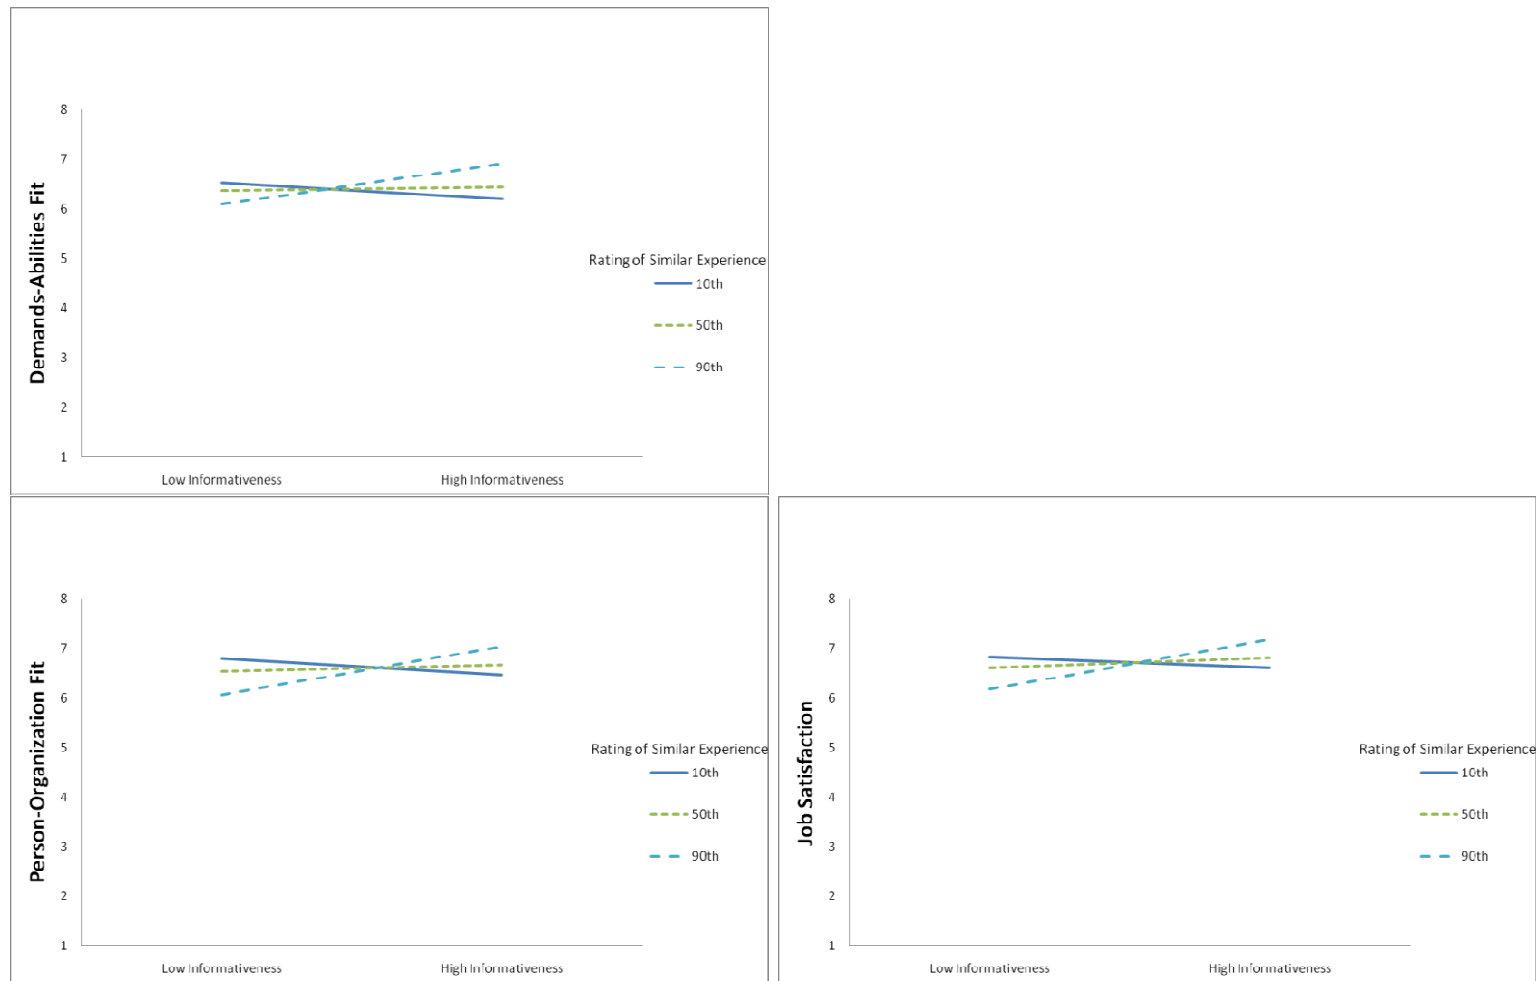 Demands-Abilities Fit
8
7
6
5
4
3
2
1
Low Informativeness
High Informativeness
Rating of Similar Experience
10th
50th
90th
Person-Organization Fit
8
7
6
5
4
3
2
1
Low Informativeness
High Informativeness
Rating of Similar Experience
10th
50th
90th
Job Satisfaction
8
7
6
5
4
3
2
1
Low Informativeness
High Informativeness
Rating of Similar Experience
10th
50th
90th